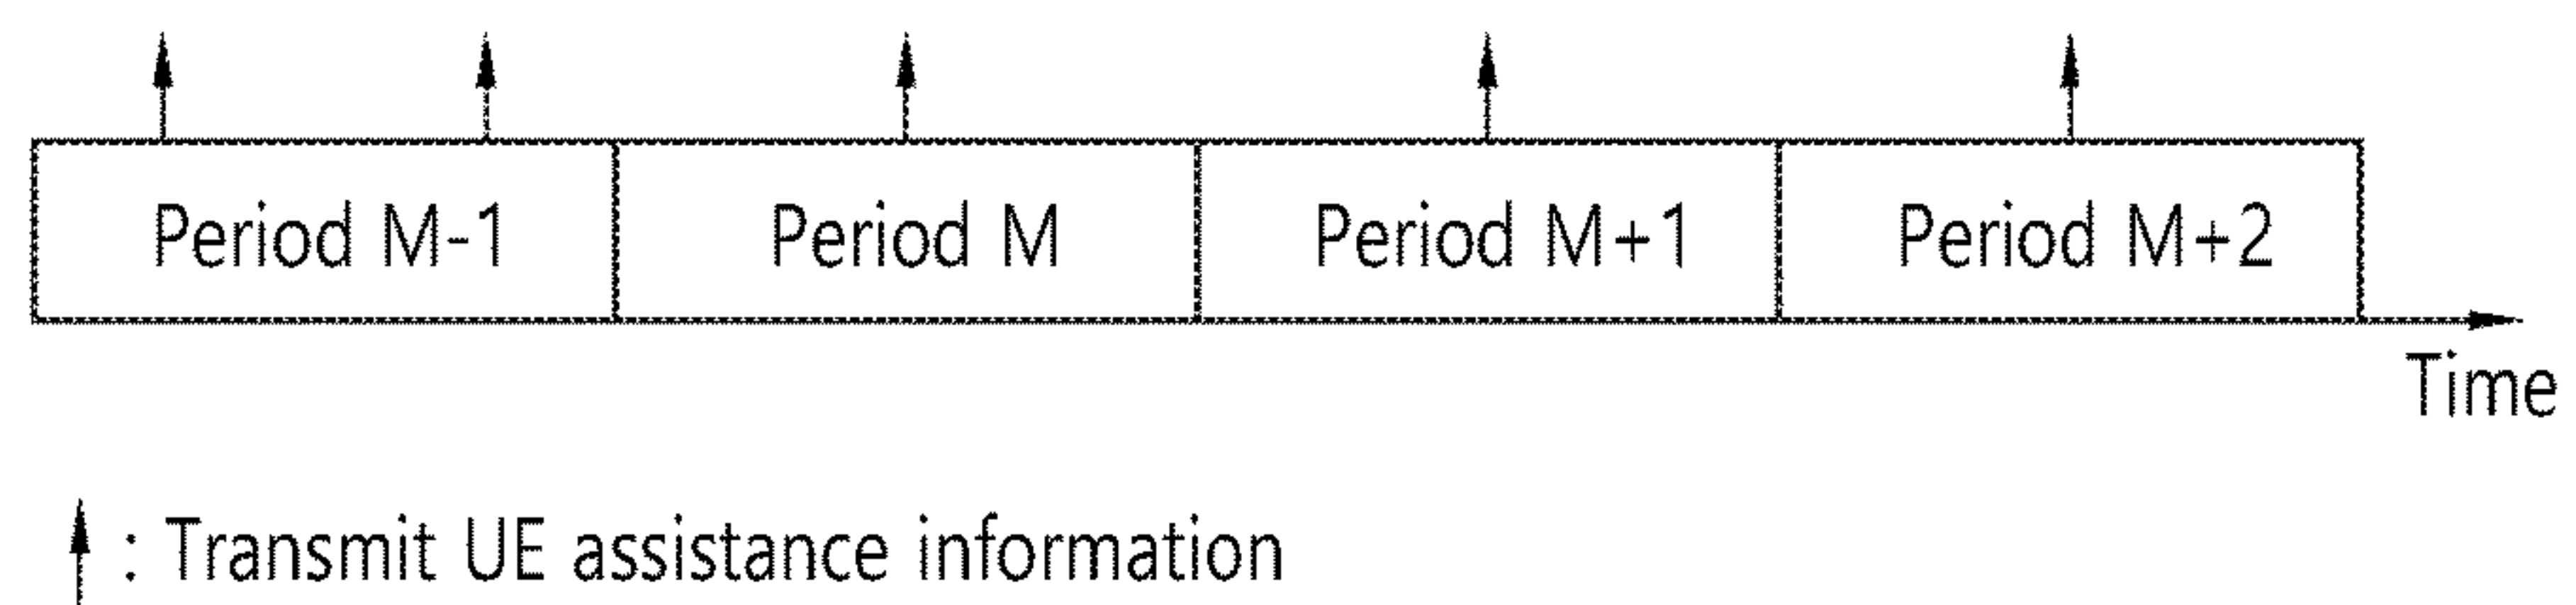 Period M-1 Period M Period M+1 Period M+2
Time
: Transmit UE assistance information